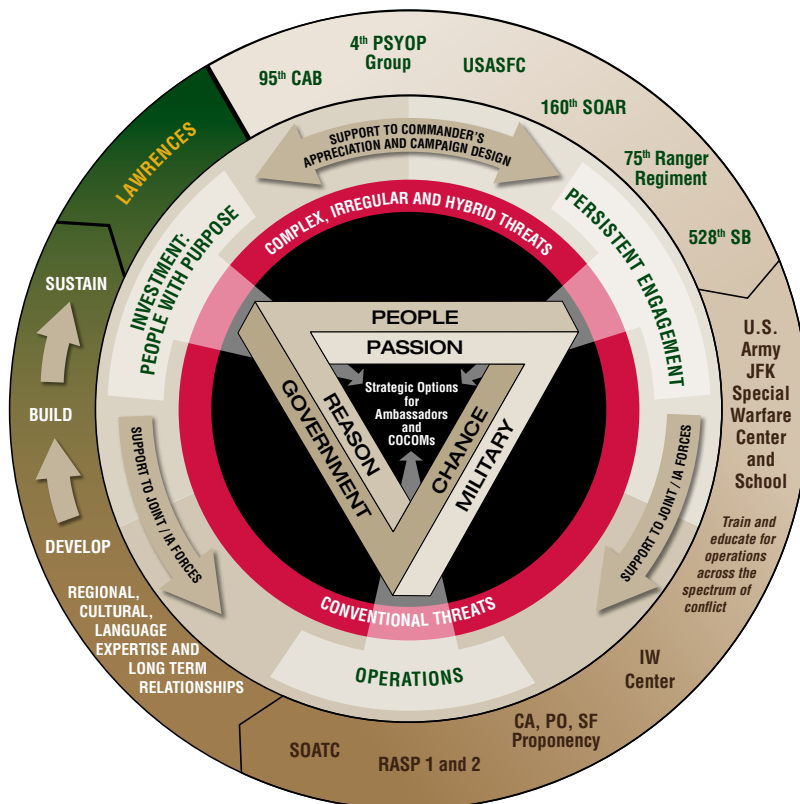 4th PSYOP
Group
USASFC
95th CAB
160th SOAR
75th Ranger
Regiment
528th SB
LAWRENCES
SUPPORT TO COMMANDER'S
APPRECIATION AND CAMPAIGN DESIGN
COMPLEX, IRREGULAR AND HYBRID THREATS
INVESTMENT:
PEOPLE WITH PURPOSE
PERSISTENT ENGAGEMENT
SUSTAIN
BUILD
DEVELOP
REGIONAL,
CULTURAL,
LANGUAGE
EXPERTISE AND
LONG TERM
RELATIONSHIPS
PEOPLE
PASSION
REASON
GOVERNMENT
CHANCE
MILITARY
Strategic Options
for
Ambassadors
and
COCOMs
SUPPORT TO JOINT / IA FORCES
SUPPORT TO JOINT / IA FORCES
CONVENTIONAL THREATS
OPERATIONS
U.S.
Army
JFK
Special
Warfare
Center
and
School
Train and
educate for
operations
across the
spectrum of
conflict
IW
Center
CA, PO, SF
Proponency
RASP 1 and 2
SOATC